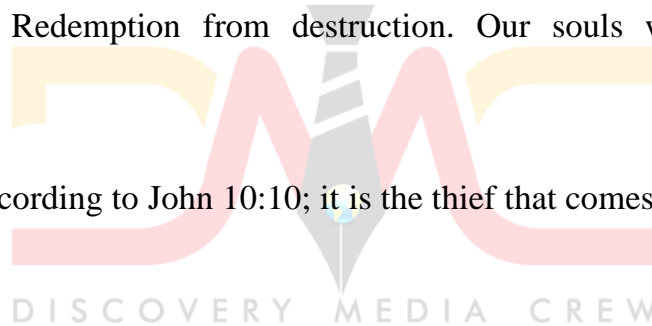 Redemption from destruction. Our souls
cording to John 10:10; it is the thief that comes
DMC
DISCOVERY MEDIA CREW